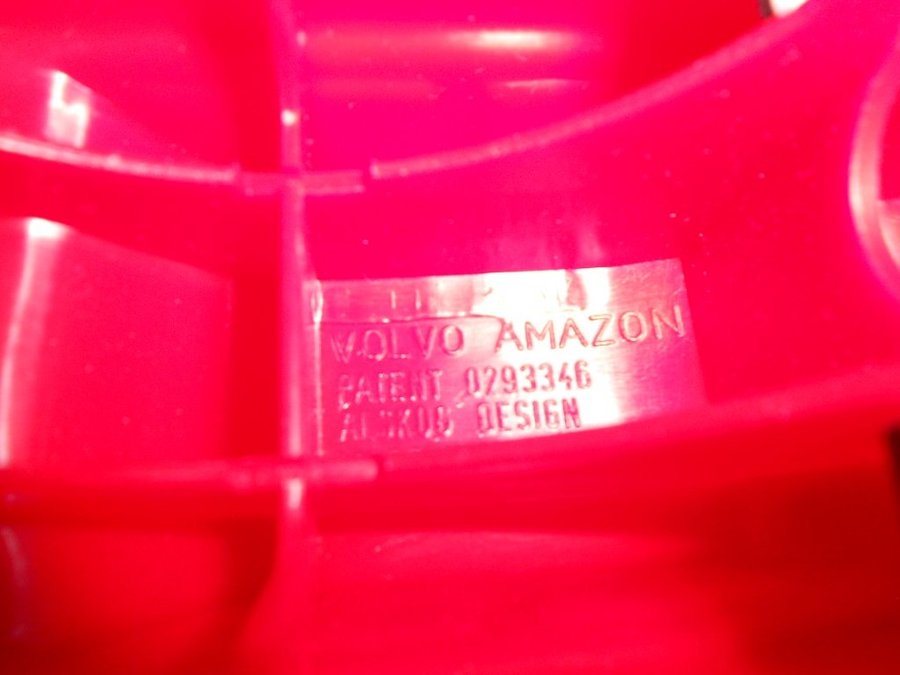 VOLVO AMAZON
PATENT 0293346
DESIGN